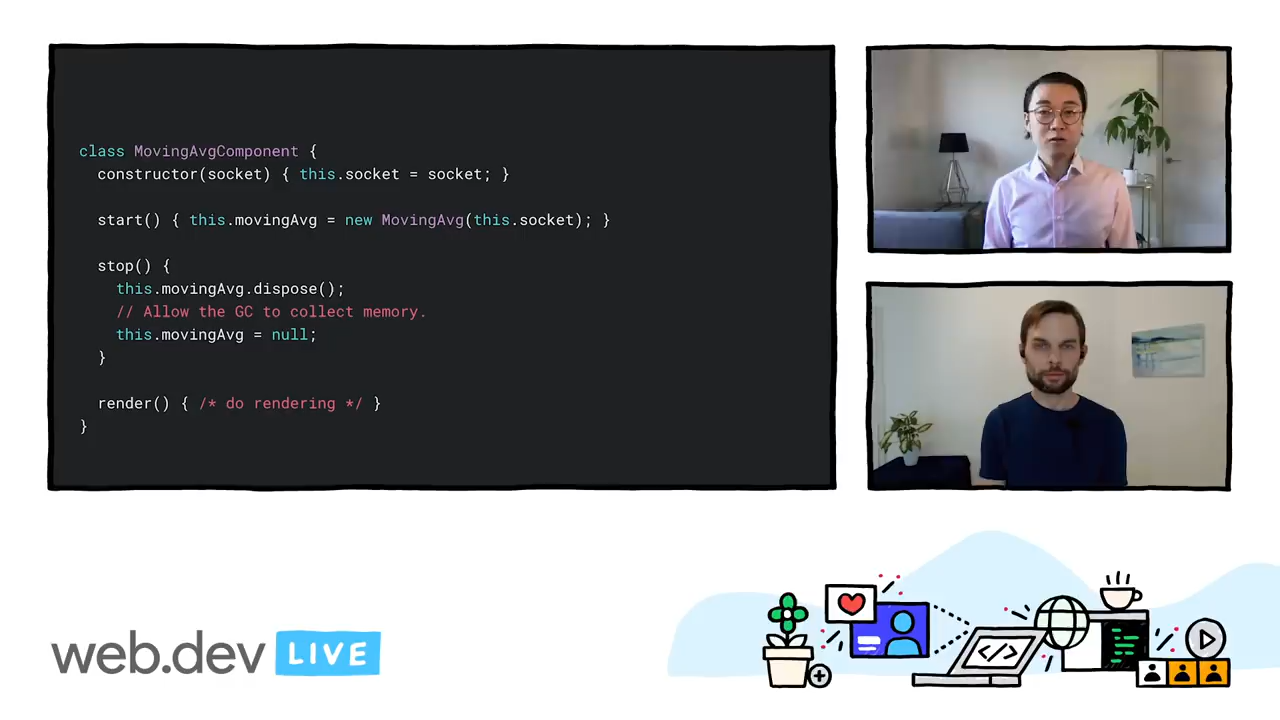 class MovingAvgComponent {
constructor(socket) { this.socket = socket; }
start() { this.movingAvg = new MovingAvg(this.socket); }
stop() {
this.movingAvg.dispose();
// Allow the GC to collect memory.
this.movingAvg = null;
}
render() { /* do rendering */ }
}
web.dev LIVE